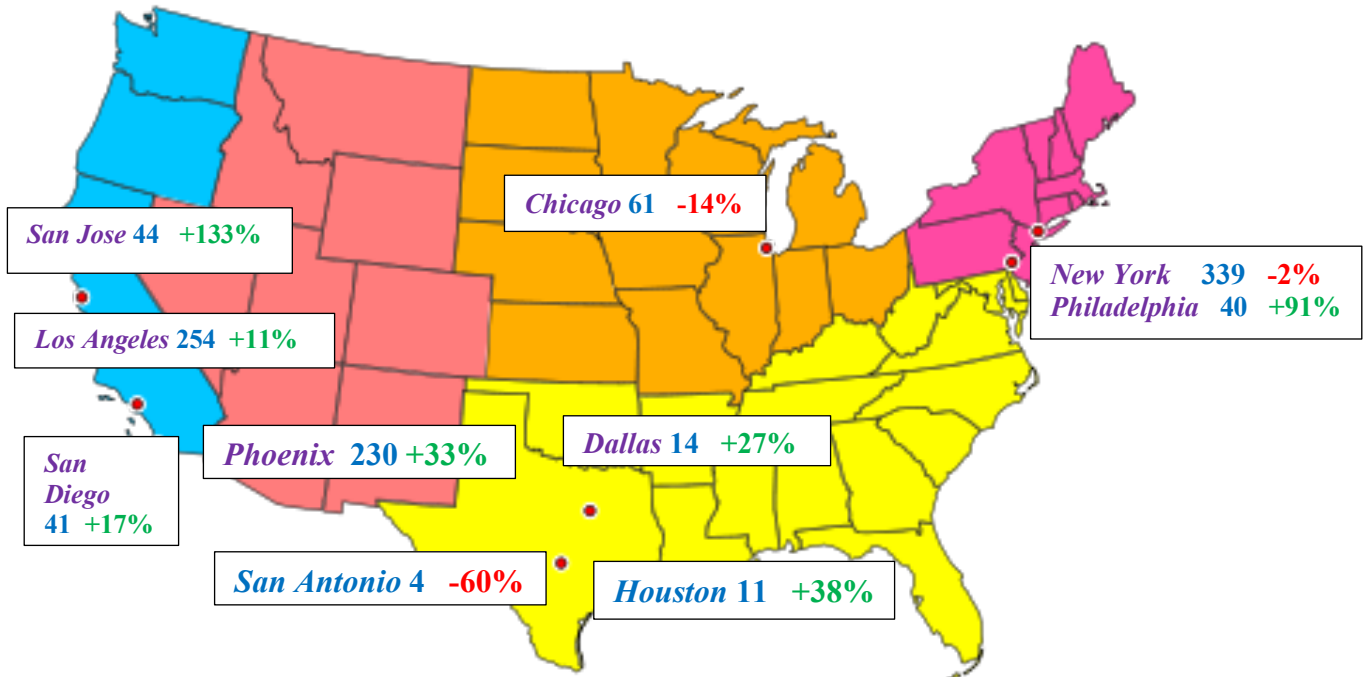 Chicago 61 -14%
San Jose 44 +133%
New York 339 -2%
Philadelphia 40 +91%
Los Angeles 254 +11%
Phoenix 230 +33%
Dallas 14 +27%
San
Diego
41 +17%
San Antonio 4 -60%
Houston 11 +38%